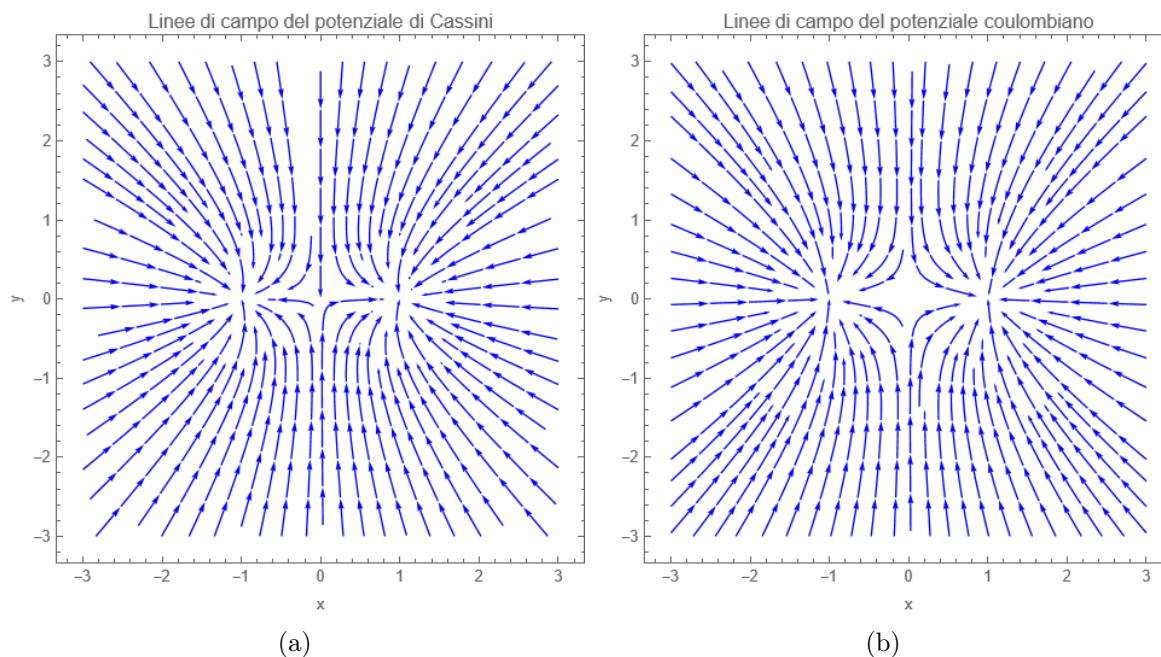 Linee di campo del potenziale di Cassini
3
2
1
0
−1
−2
−3
y
−3 −2 −1 0 1 2 3
x
(a)
Linee di campo del potenziale coulombiano
3
2
1
0
−1
−2
−3
y
−3 −2 −1 0 1 2 3
x
(b)